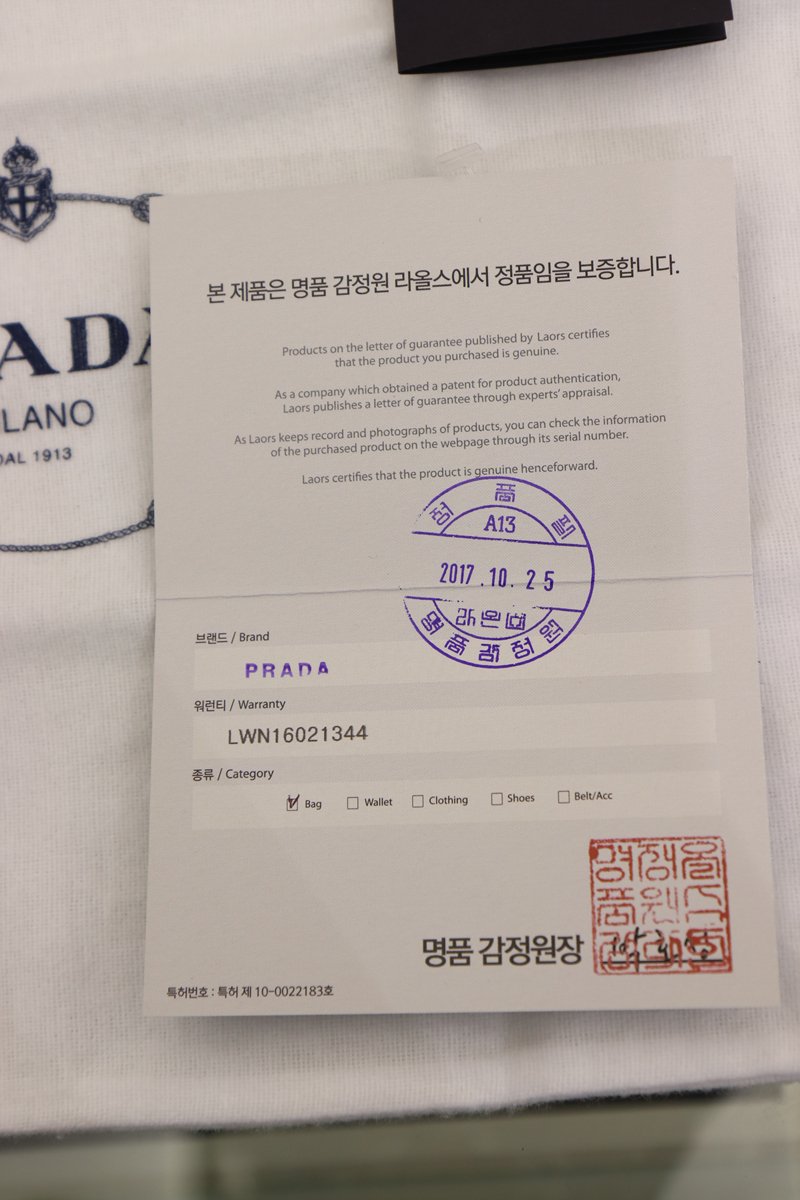 ADA
LANO
DAL 1913
본 제품은 명품 감정원 라올스에서 정품임을 보증합니다.
Products on the letter of guarantee published by Laors certifies
that the product you purchased is genuine.
As a company which obtained a patent for product authentication,
Laors publishes a letter of guarantee through experts' appraisal.
As Laors keeps record and photographs of products, you can check the information
of the purchased product on the webpage through its serial number.
Laors certifies that the product is genuine henceforward.
정품필
A13
2017.10.25
명품감정원
브랜드 / Brand
PRADA
워런티 / Warranty
LWN16021344
종류 / Category
Bag Wallet Clothing Shoes Belt/Acc
명품 감정원장
특허번호 : 특허 제 10-0022183호